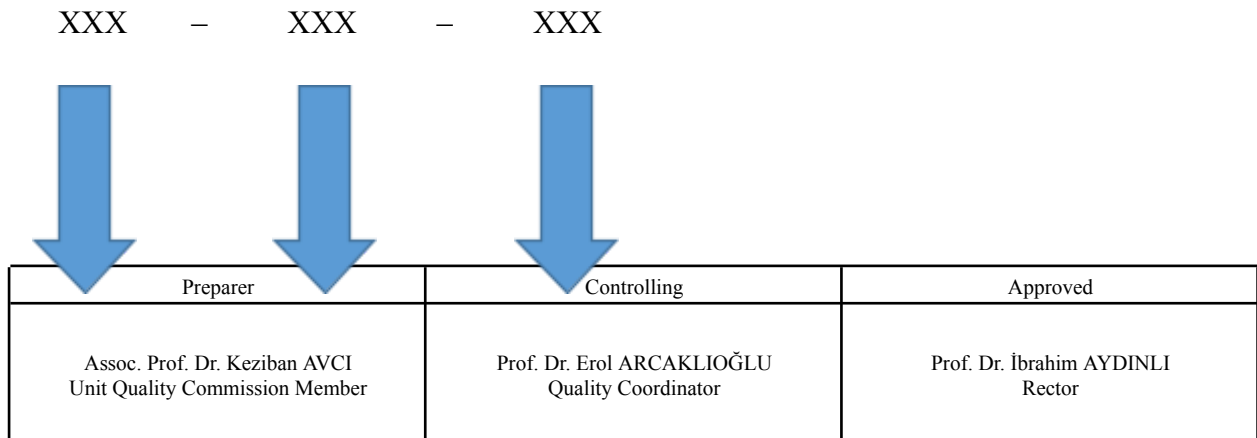 XXX – XXX – XXX
Preparer Controlling Approved
Assoc. Prof. Dr. Keziban AVCI
Unit Quality Commission Member
Prof. Dr. Erol ARCAKLIOĞLU
Quality Coordinator
Prof. Dr. İbrahim AYDINLI
Rector